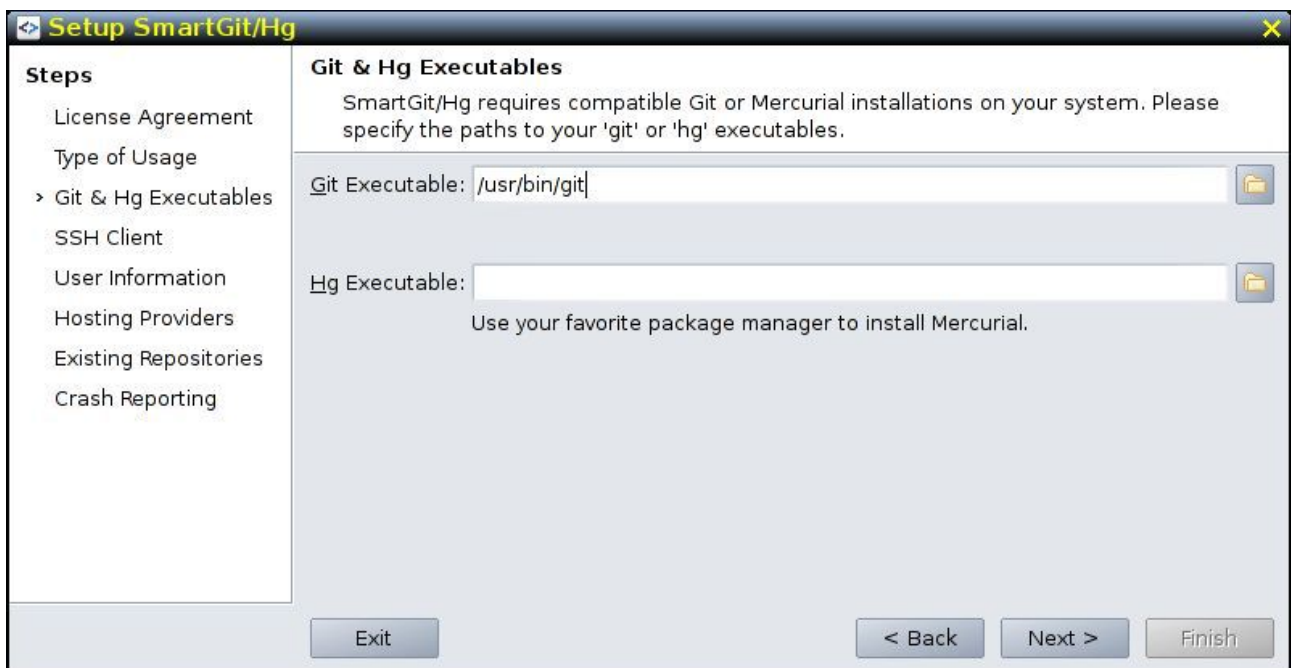 Setup SmartGit/Hg
Steps
License Agreement
Type of Usage
› Git & Hg Executables
SSH Client
User Information
Hosting Providers
Existing Repositories
Crash Reporting
Git & Hg Executables
SmartGit/Hg requires compatible Git or Mercurial installations on your system. Please
specify the paths to your 'git' or 'hg' executables.
Git Executable: /usr/bin/git
Hg Executable:
Use your favorite package manager to install Mercurial.
Exit
< Back
Next >
Finish